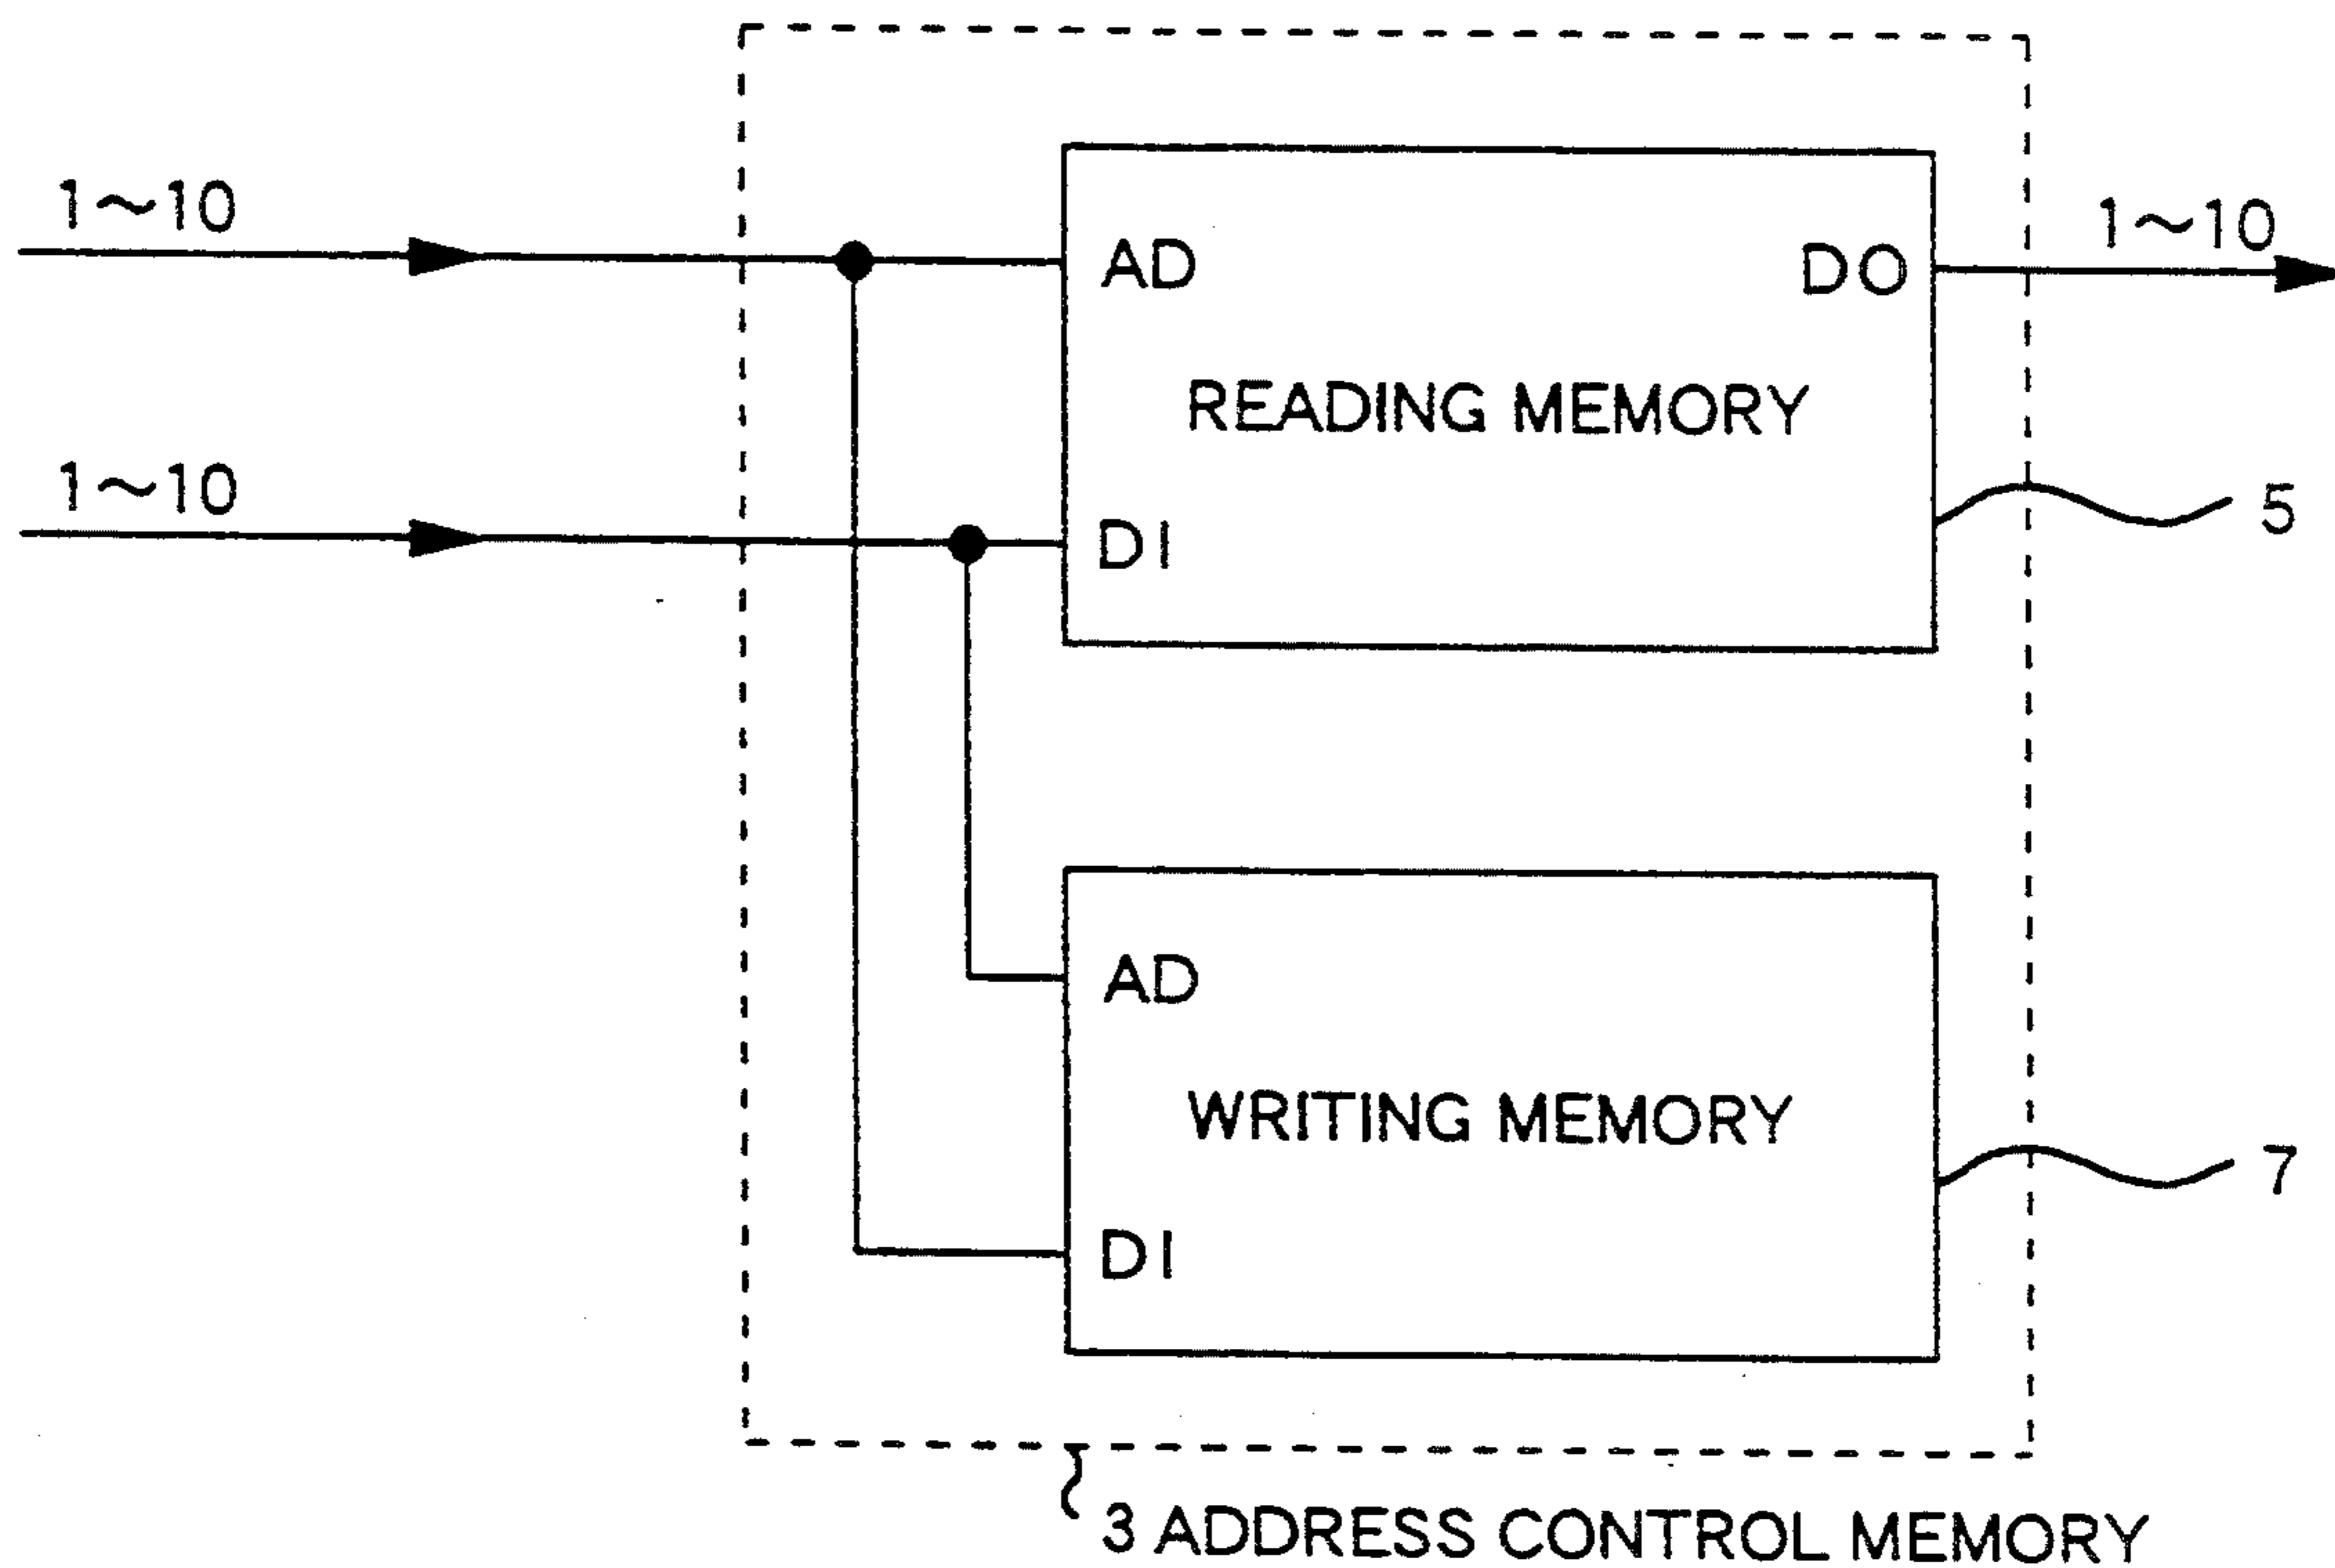 1~10
1~10
AD
DO
READING MEMORY
1~10
DI
5
AD
WRITING MEMORY
7
DI
3 ADDRESS CONTROL MEMORY